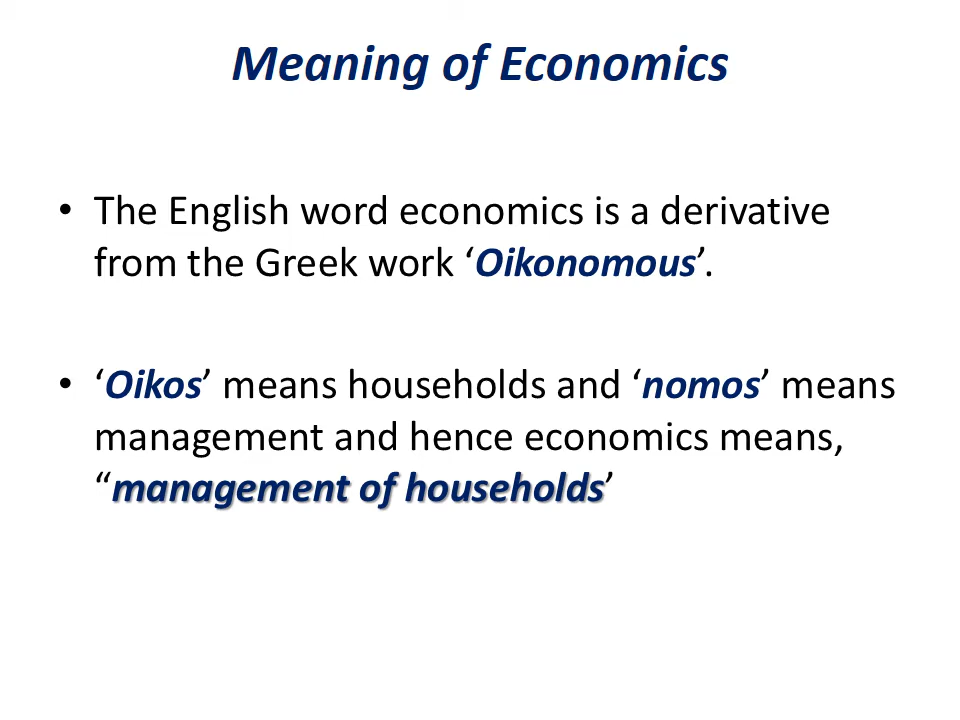 Meaning of Economics
• The English word economics is a derivative
from the Greek work ‘Oikonomous’.
• ‘Oikos’ means households and ‘nomos’ means
management and hence economics means,
“management of households’